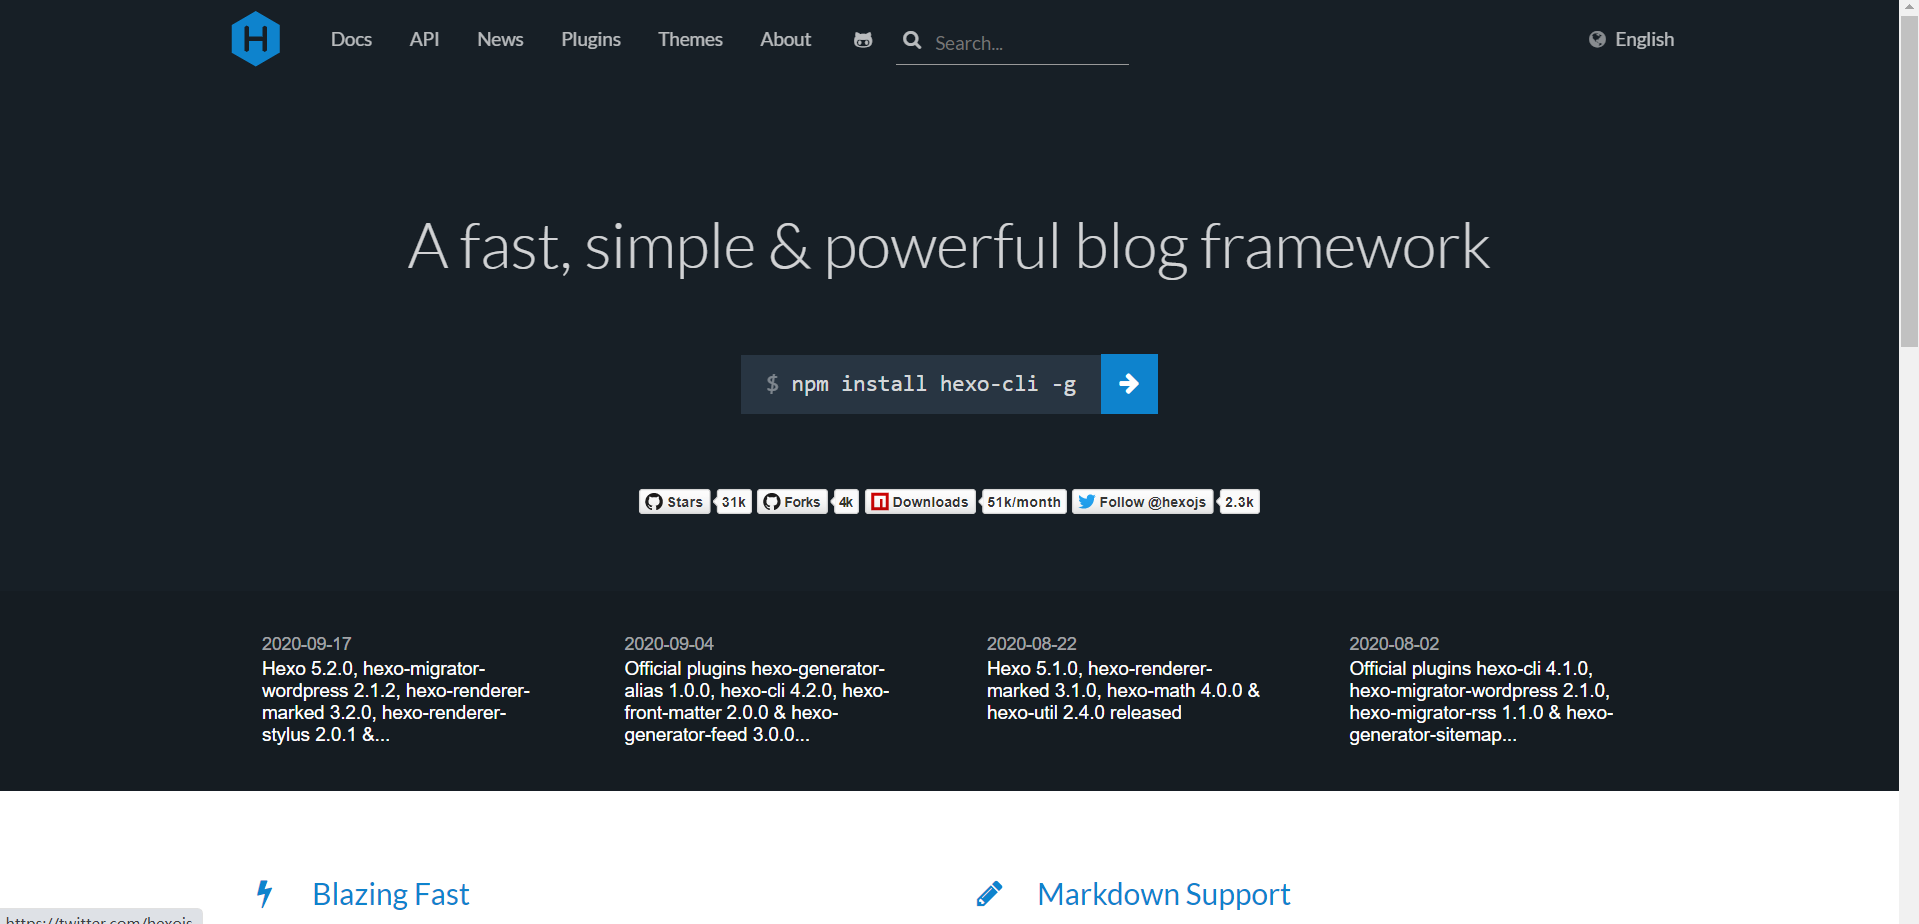 H Docs API News Plugins Themes About Search... English
A fast, simple & powerful blog framework
$ npm install hexo-cli -g
Stars 31k Forks 4k Downloads 51k/month Follow @hexojs 2.3k
2020-09-17
Hexo 5.2.0, hexo-migrator-
wordpress 2.1.2, hexo-renderer-
marked 3.2.0, hexo-renderer-
stylus 2.0.1 &...
2020-09-04
Official plugins hexo-generator-
alias 1.0.0, hexo-cli 4.2.0, hexo-
front-matter 2.0.0 & hexo-
generator-feed 3.0.0...
2020-08-22
Hexo 5.1.0, hexo-renderer-
marked 3.1.0, hexo-math 4.0.0 &
hexo-util 2.4.0 released
2020-08-02
Official plugins hexo-cli 4.1.0,
hexo-migrator-wordpress 2.1.0,
hexo-migrator-rss 1.1.0 & hexo-
generator-sitemap...
Blazing Fast
Markdown Support
https://twitter.com/hexojs